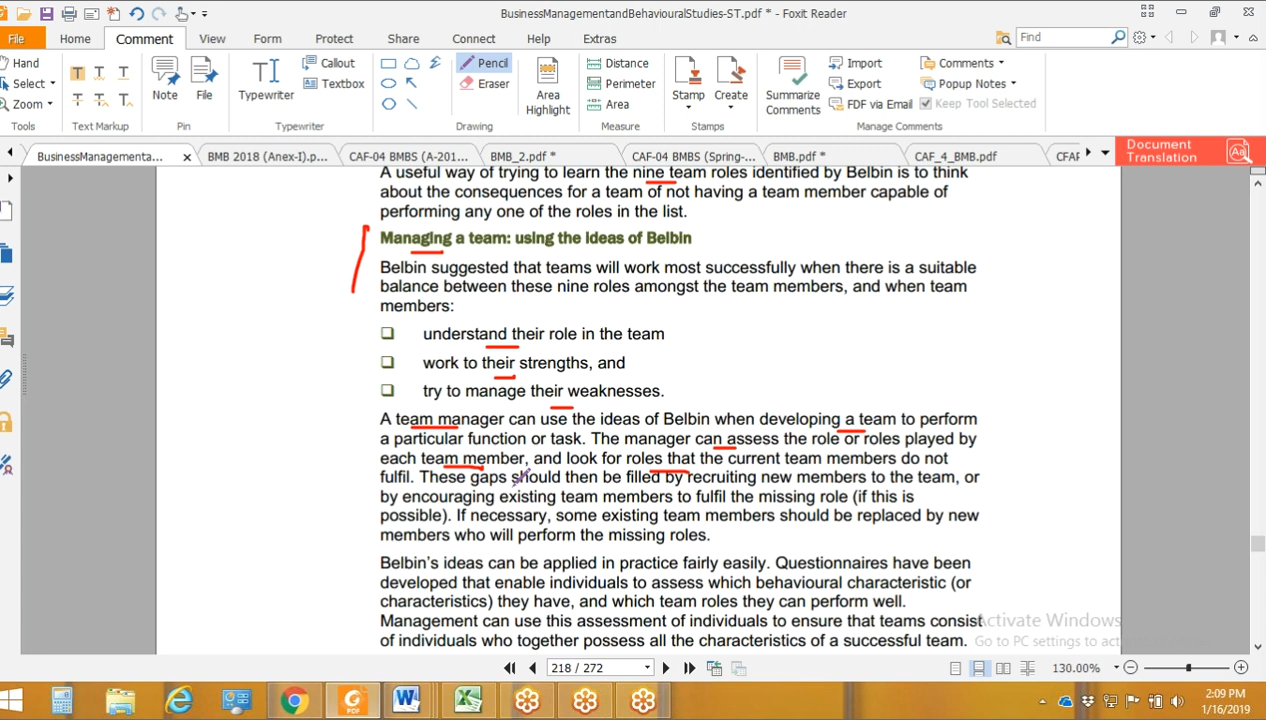 BusinessManagementandBehaviouralStudies-ST.pdf * - Foxit Reader
File Home Comment View Form Protect Share Connect Help Extras Find
Hand Callout Pencil Distance Import Comments
Select Textbox Eraser Perimeter Export Popup Notes
Zoom Note File Typewriter Area Highlight Area Stamp Create Summarize Comments FDF via Email Keep Tool Selected
Tools Text Markup Pin Typewriter Drawing Measure Stamps Manage Comments
BusinessManagementa... BMB 2018 (Anex-I).p... CAF-04 BMBS (A-201... BMB_2.pdf * CAF-04 BMBS (Spring-... BMB.pdf * CAF_4_BMB.pdf CFAP
Document Translation
A useful way of trying to learn the nine team roles identified by Belbin is to think
about the consequences for a team of not having a team member capable of
performing any one of the roles in the list.
Managing a team: using the ideas of Belbin
Belbin suggested that teams will work most successfully when there is a suitable
balance between these nine roles amongst the team members, and when team
members:
understand their role in the team
work to their strengths, and
try to manage their weaknesses.
A team manager can use the ideas of Belbin when developing a team to perform
a particular function or task. The manager can assess the role or roles played by
each team member, and look for roles that the current team members do not
fulfil. These gaps should then be filled by recruiting new members to the team, or
by encouraging existing team members to fulfil the missing role (if this is
possible). If necessary, some existing team members should be replaced by new
members who will perform the missing roles.
Belbin's ideas can be applied in practice fairly easily. Questionnaires have been
developed that enable individuals to assess which behavioural characteristic (or
characteristics) they have, and which team roles they can perform well.
Management can use this assessment of individuals to ensure that teams consist
of individuals who together possess all the characteristics of a successful team.
Activate Windows
Go to PC settings to act
218 / 272 130.00%
2:09 PM
1/16/2019